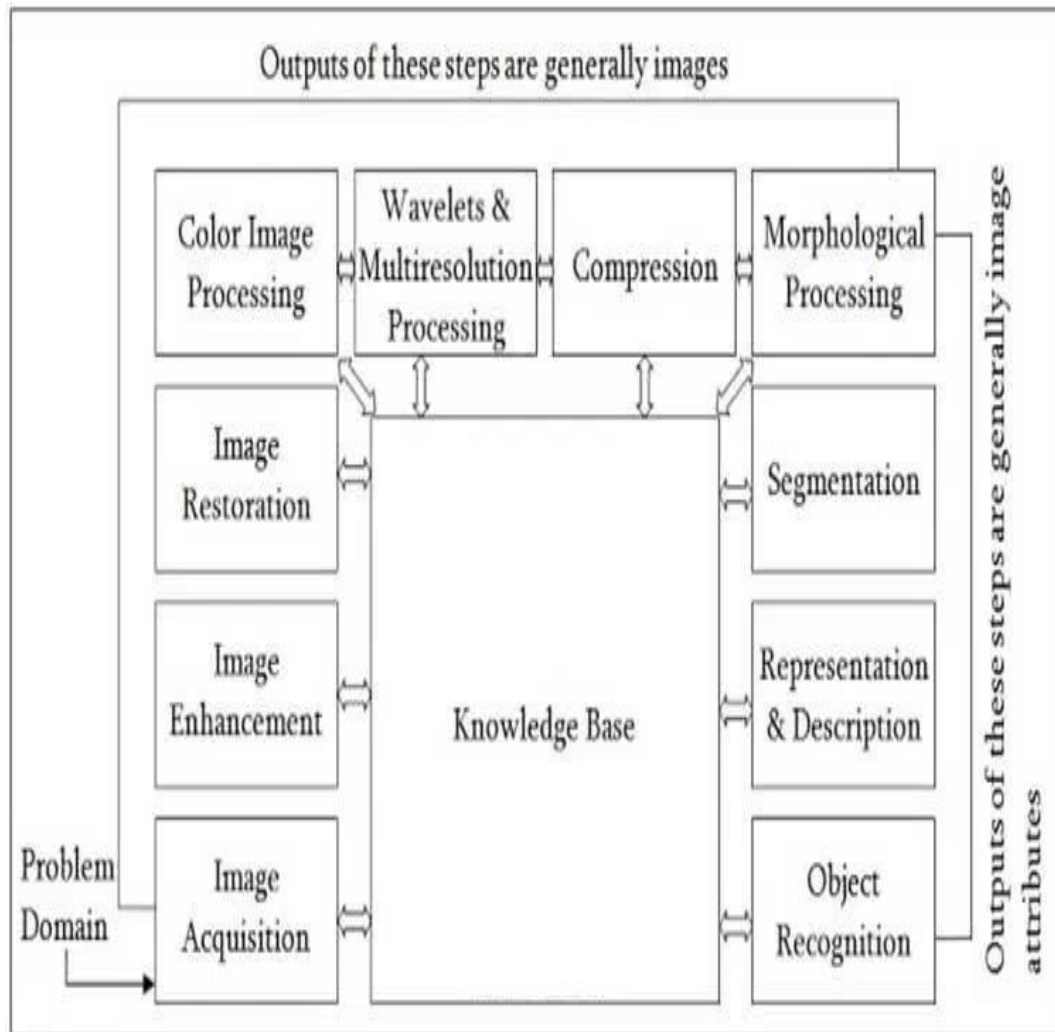 Outputs of these steps are generally images
Color Image
Processing
Wavelets &
Multiresolution
Processing
Compression
Morphological
Processing
Image
Restoration
Segmentation
Image
Enhancement
Knowledge Base
Representation
& Description
Problem
Domain
Image
Acquisition
Object
Recognition
Outputs of these steps are generally image
attributes